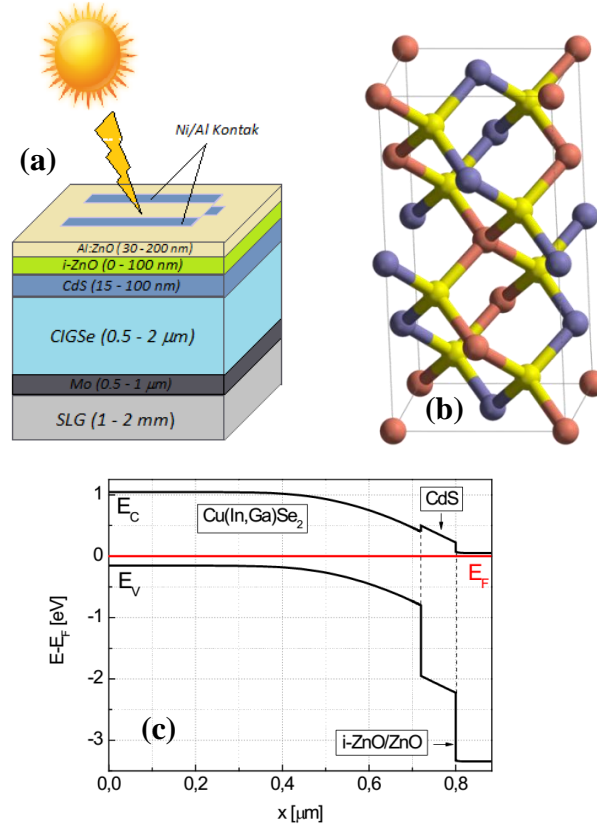 (a)
Ni/Al Kontak
Al:ZnO (30 - 200 nm)
i-ZnO (0 - 100 nm)
CdS (15 - 100 nm)
CIGSe (0.5 - 2 µm)
Mo (0.5 - 1 µm)
SLG (1 - 2 mm)
(b)
CdS
1
E_C
Cu(In,Ga)Se₂
0
E_V
E_F
-1
-2
-3
E-E_F [eV]
(c)
i-ZnO/ZnO
0,0 0,2 0,4 0,6 0,8
x [µm]